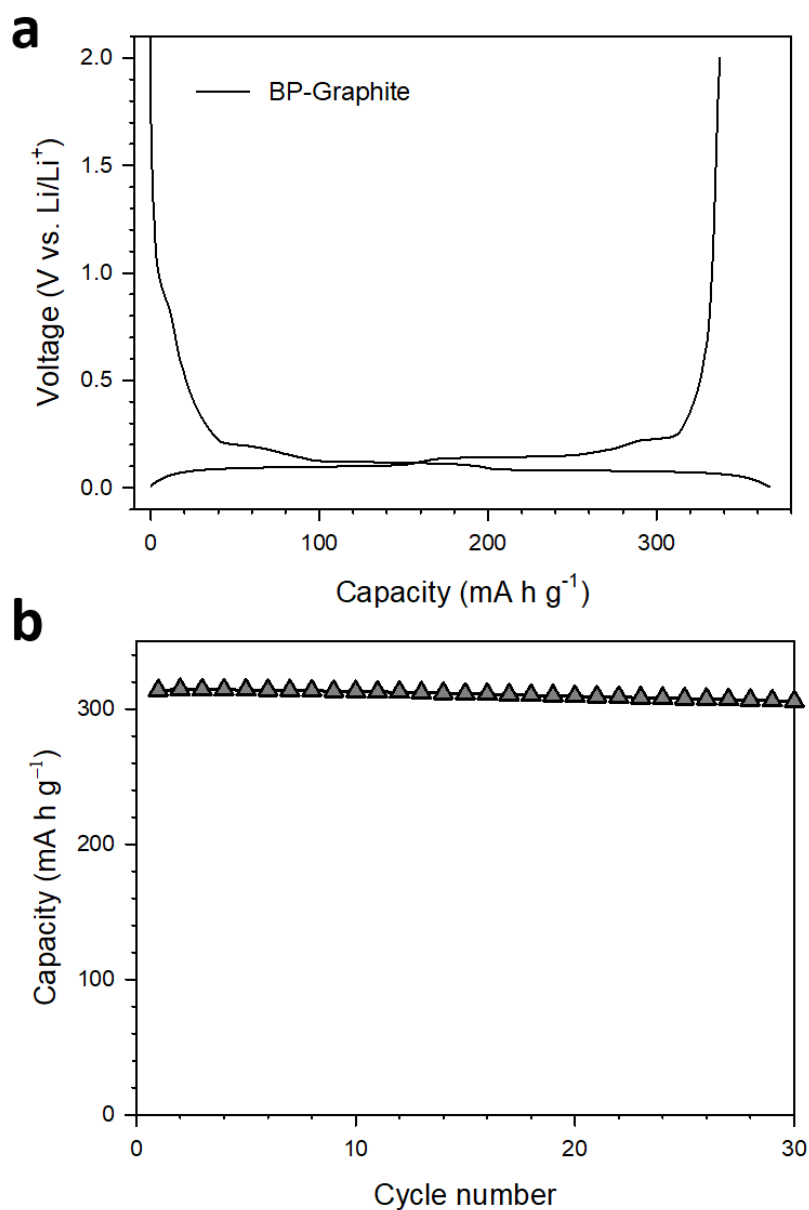 a
BP-Graphite
Voltage (V vs. Li/Li⁺)
2.0
1.5
1.0
0.5
0.0
0 100 200 300
Capacity (mA h g⁻¹)
b
Capacity (mA h g⁻¹)
300
200
100
0
0 10 20 30
Cycle number